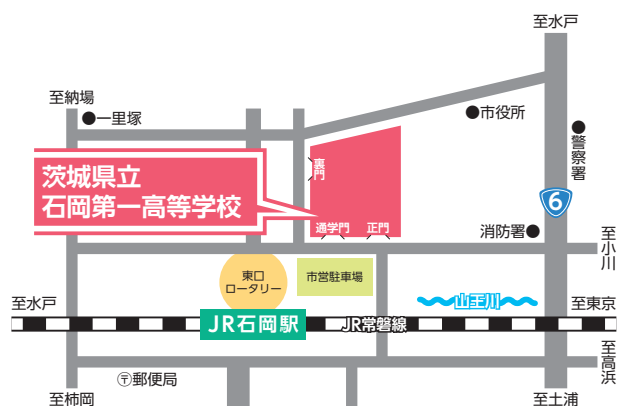 至水戸
至納場
●一里塚
●市役所
●警察署
茨城県立
石岡第一高等学校
裏門
6
通学門
正門
消防署●
至小川
東口
ロータリー
市営駐車場
山王川
至水戸
至東京
JR石岡駅
JR常磐線
至高浜
〒郵便局
至柿岡
至土浦